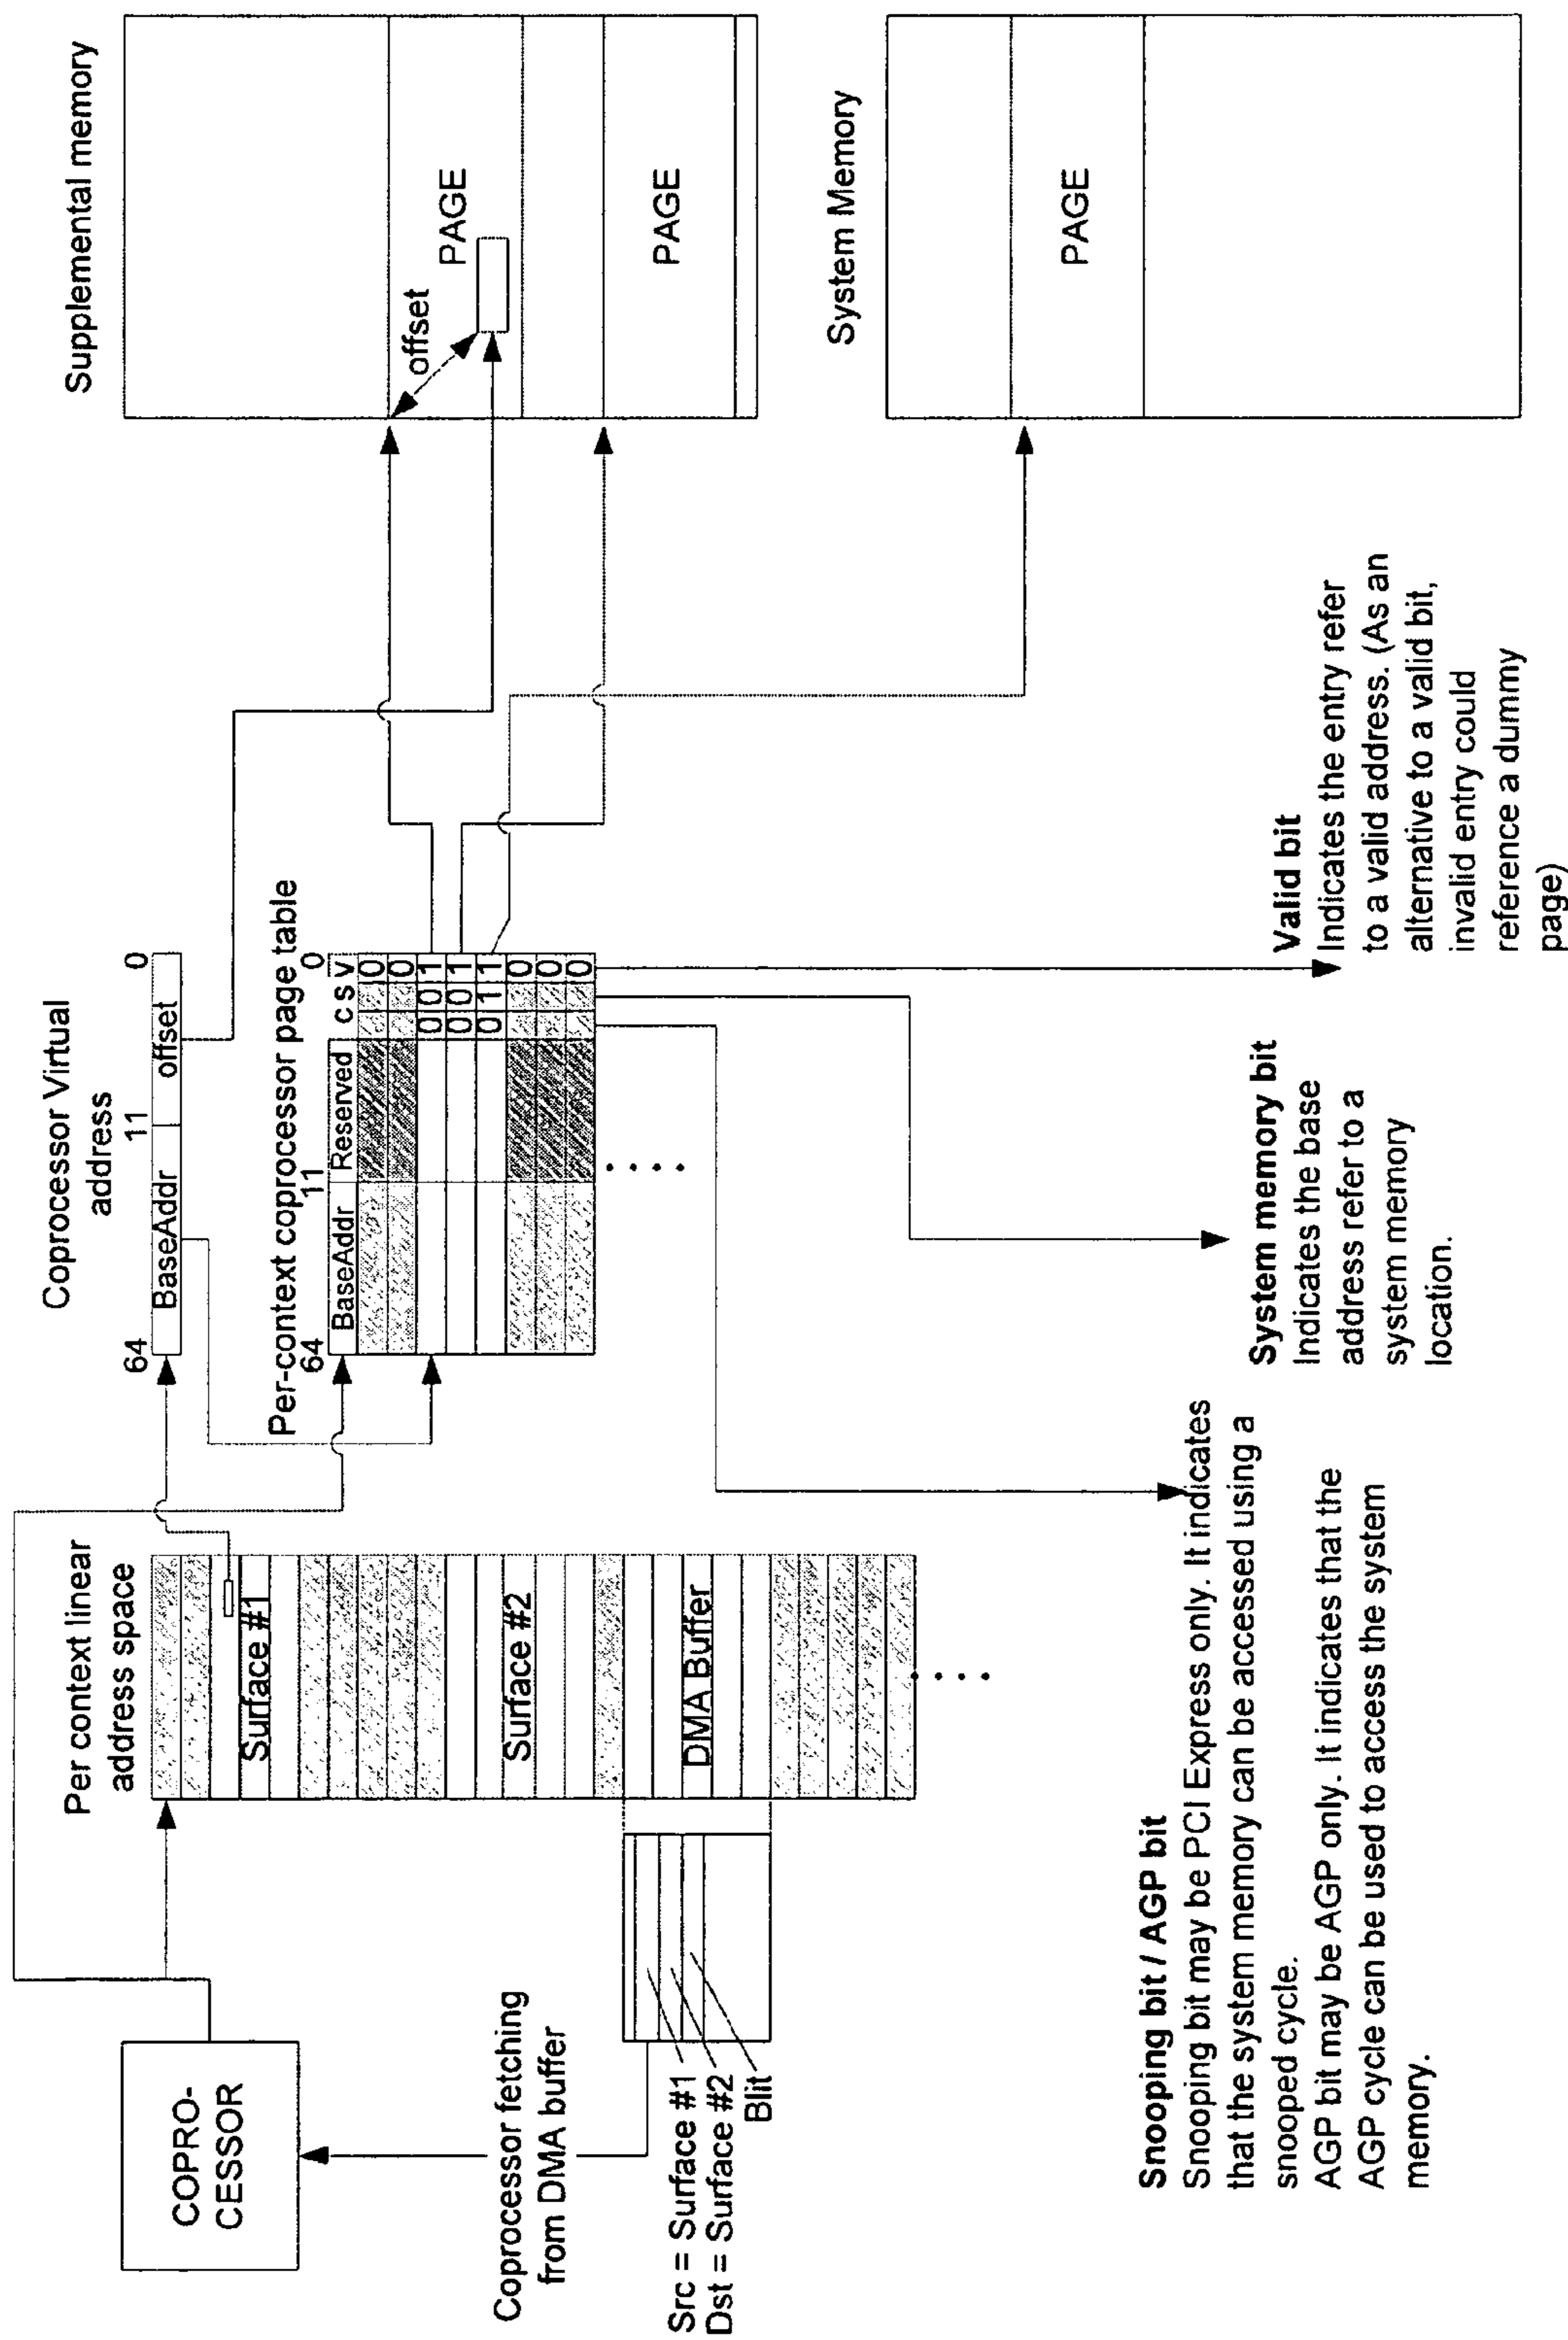 COPRO-
CESSOR
Coprocessor fetching
from DMA buffer
Src = Surface #1
Dst = Surface #2
Blit
Per context linear
address space
Surface #1
Surface #2
DMA Buffer
. . . .
Coprocessor Virtual
address
64 11 0
BaseAddr offset
Per-context coprocessor page table
64 11 0
BaseAddr Reserved c s v
0
0
0 0 1
0 0 1
0 1 1
0
0
0
. . . .
Supplemental memory
offset
PAGE
PAGE
System Memory
PAGE
Snooping bit / AGP bit
Snooping bit may be PCI Express only. It indicates
that the system memory can be accessed using a
snooped cycle.
AGP bit may be AGP only. It indicates that the
AGP cycle can be used to access the system
memory.
System memory bit
Indicates the base
address refer to a
system memory
location.
Valid bit
Indicates the entry refer
to a valid address. (As an
alternative to a valid bit,
invalid entry could
reference a dummy
page)